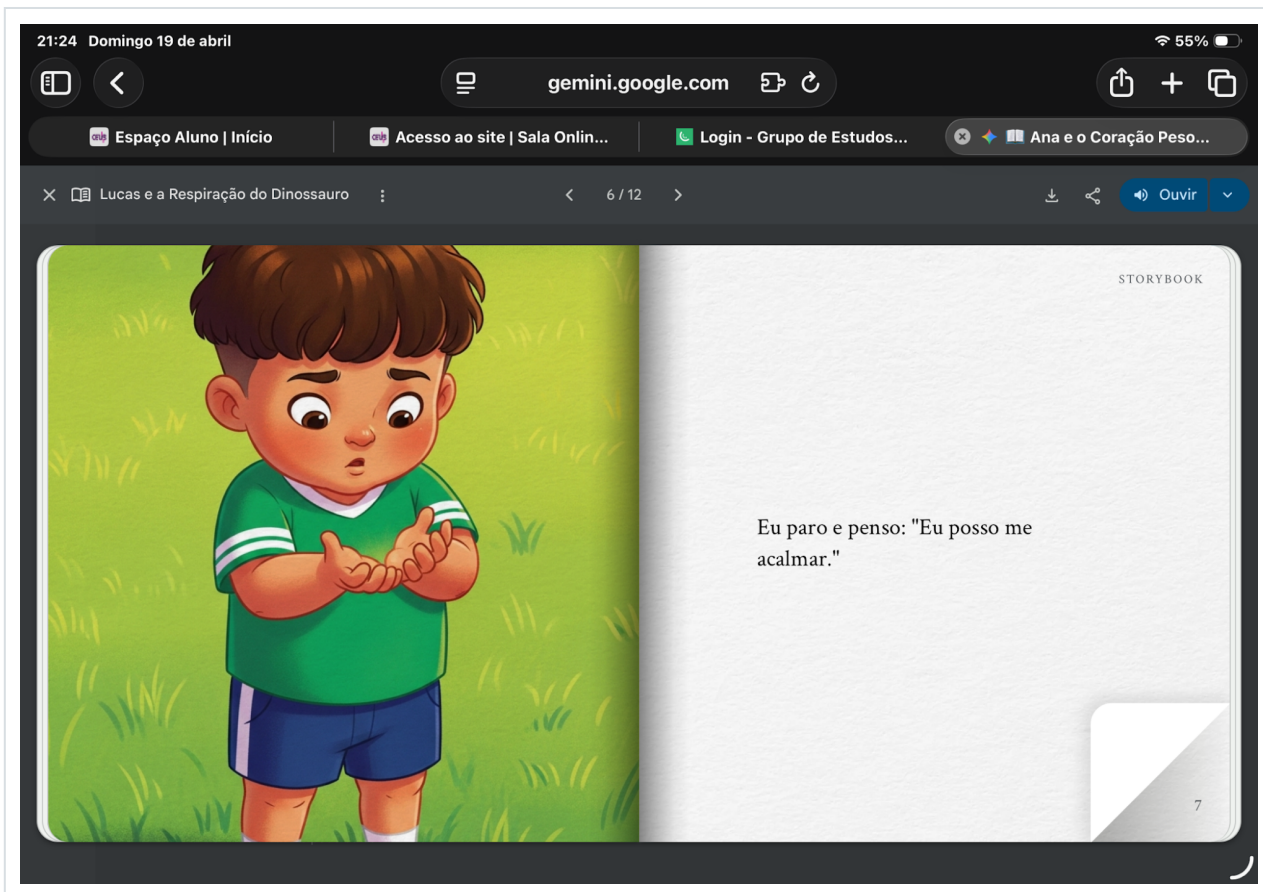 21:24 Domingo 19 de abril
55%
gemini.google.com
Espaço Aluno | Início
Acesso ao site | Sala Onlin...
Login - Grupo de Estudos...
Ana e o Coração Peso...
Lucas e a Respiração do Dinossauro
6 / 12
Ouvir
STORYBOOK
Eu paro e penso: "Eu posso me
acalmar."
7